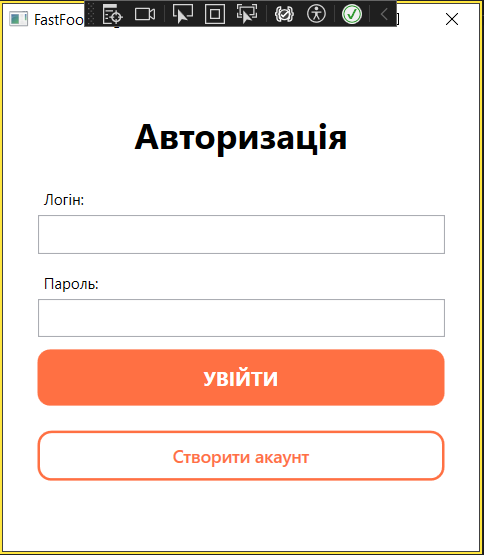 FastFoo
Авторизація
Логін:
Пароль:
УВІЙТИ
Створити акаунт